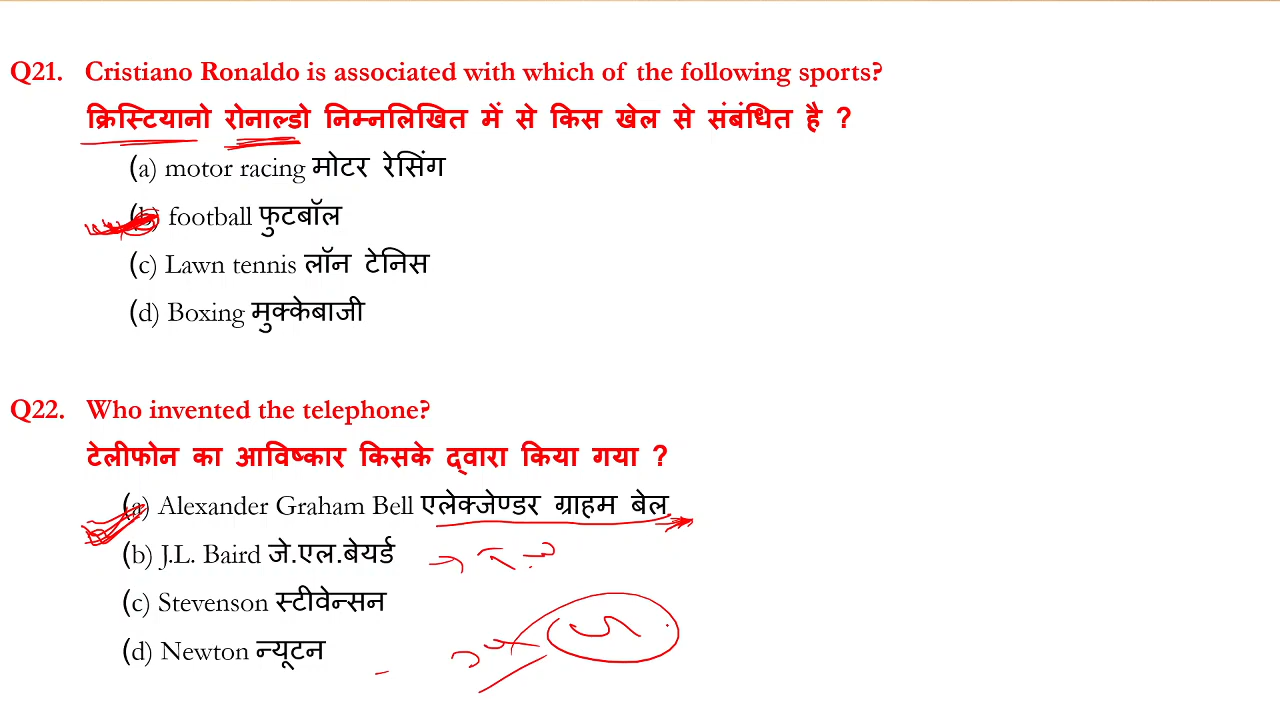 Q21. Cristiano Ronaldo is associated with which of the following sports?
क्रिस्टियानो रोनाल्डो निम्नलिखित में से किस खेल से संबंधित है ?
(a) motor racing मोटर रेसिंग
(b) football फुटबॉल
(c) Lawn tennis लॉन टेनिस
(d) Boxing मुक्केबाजी
Q22. Who invented the telephone?
टेलीफोन का आविष्कार किसके द्वारा किया गया ?
(a) Alexander Graham Bell एलेक्जेण्डर ग्राहम बेल
(b) J.L. Baird जे.एल.बेयर्ड
(c) Stevenson स्टीवेन्सन
(d) Newton न्यूटन